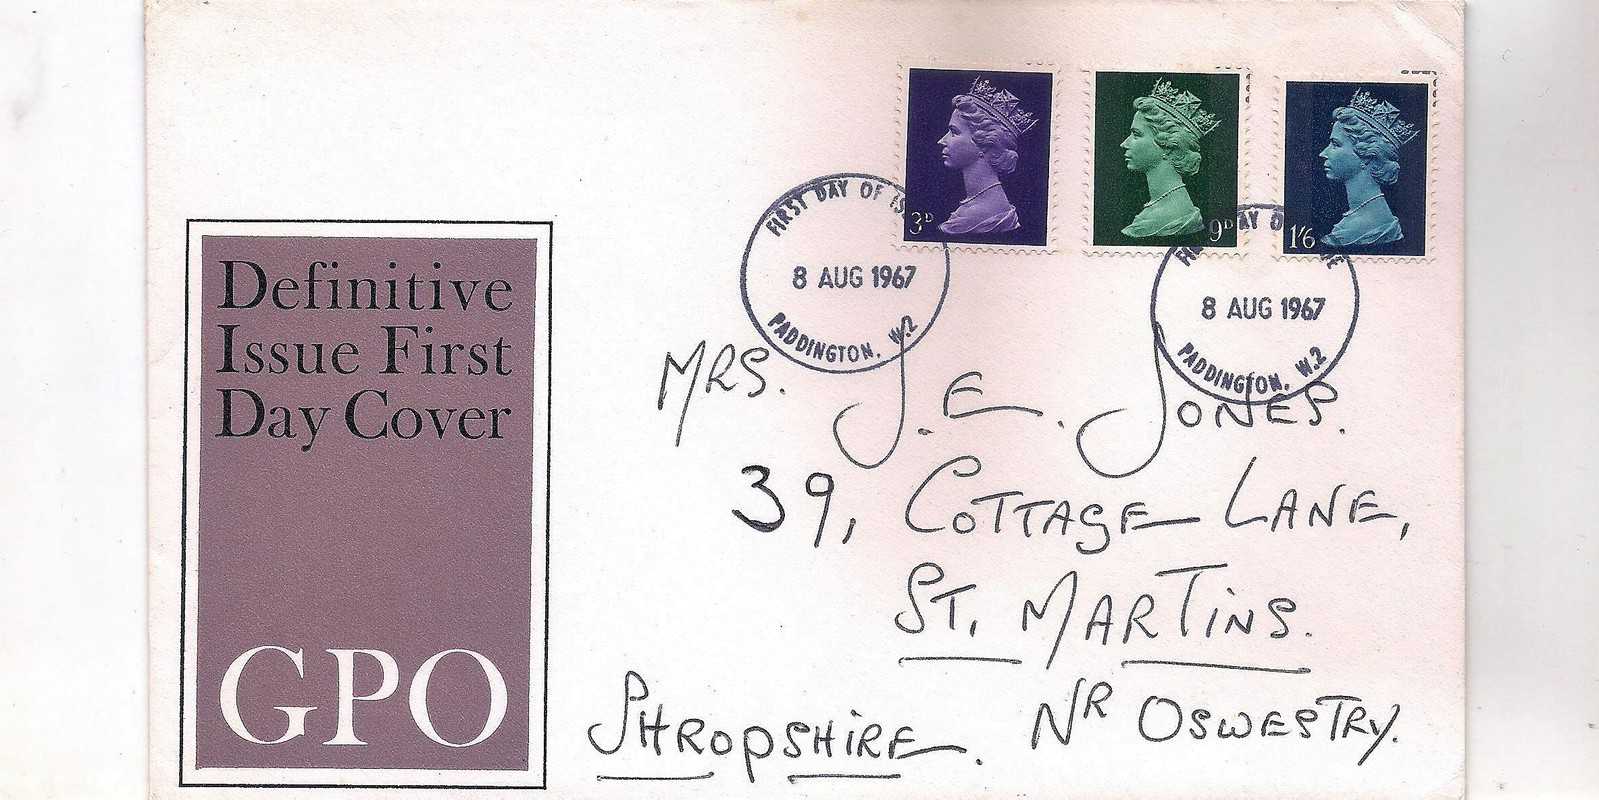 Definitive
Issue First
Day Cover
GPO
3D
9D
1'6
FIRST DAY OF IS
8 AUG 1967
PADDINGTON, W.2
AY O
8 AUG 1967
PADDINGTON, W.2
MRS. J.E. JONES.
39, COTTAGE LANE,
ST, MARTINS.
NR OSWESTRY.
SHROPSHIRE.